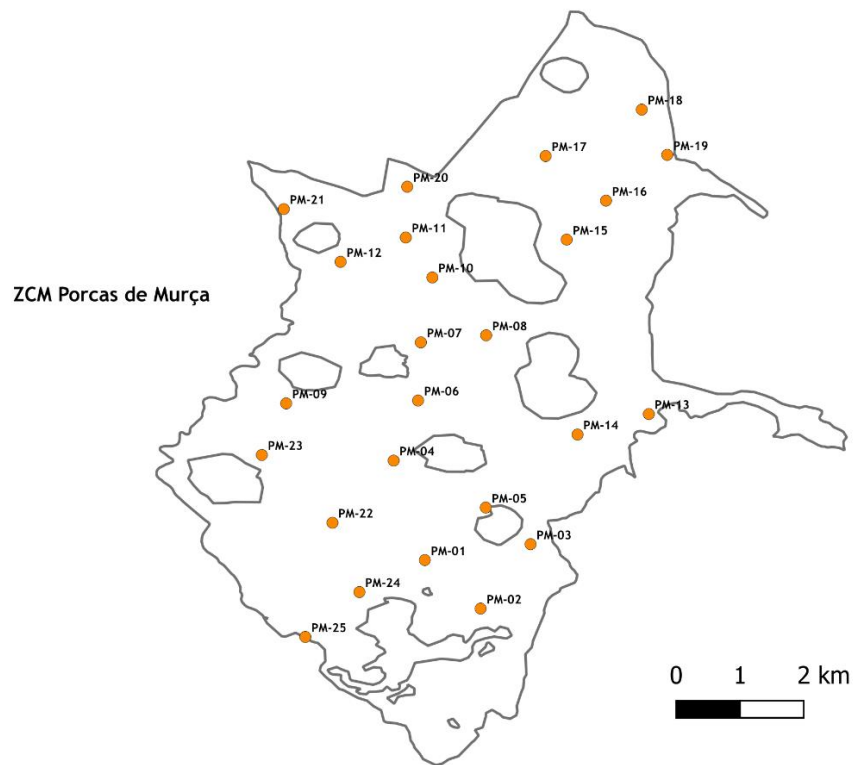 PM-18
PM-17
PM-19
PM-20
PM-16
PM-21
PM-11
PM-15
PM-12
PM-10
ZCM Porcas de Murça
PM-08
PM-07
PM-09
PM-06
PM-13
PM-14
PM-23
PM-04
PM-05
PM-22
PM-03
PM-01
PM-24
PM-02
PM-25
0 1 2 km